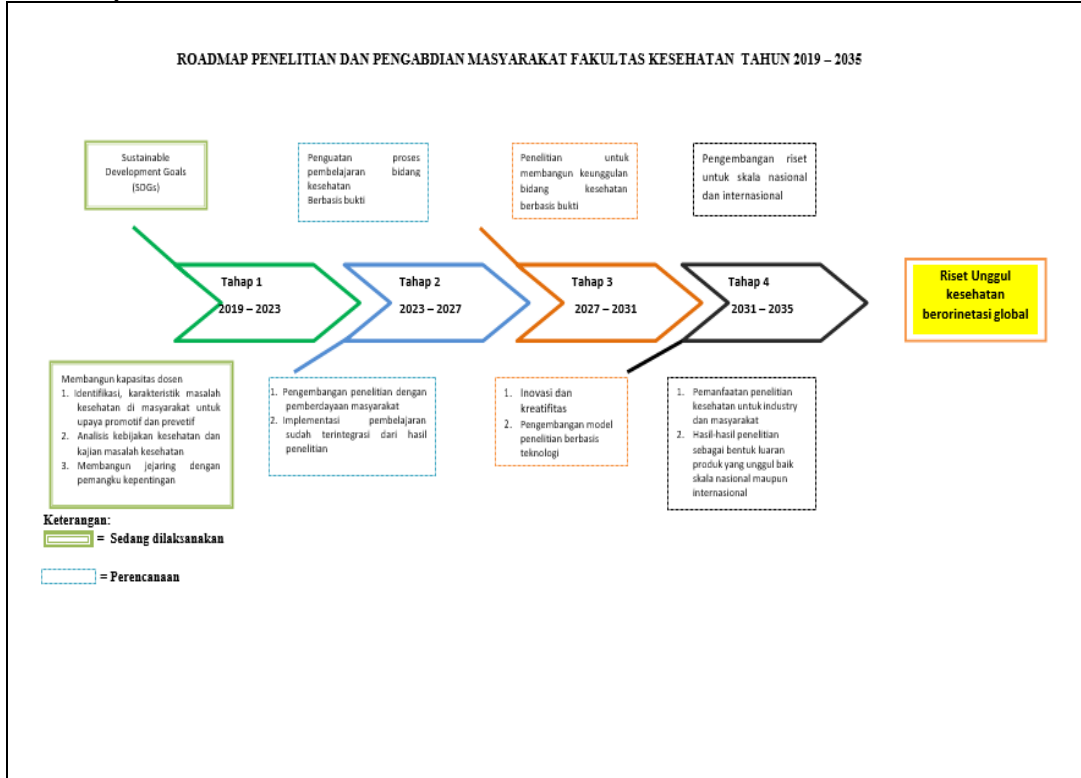 ROADMAP PENELITIAN DAN PENGABDIAN MASYARAKAT FAKULTAS KESEHATAN TAHUN 2019 – 2035
Sustainable
Development Goals
(SDGs)
Penguatan proses
pembelajaran bidang
kesehatan
Berbasis bukti
Penelitian untuk
membangun keunggulan
bidang kesehatan
berbasis bukti
Pengembangan riset
untuk skala nasional
dan internasional
Tahap 1
2019 – 2023
Tahap 2
2023 – 2027
Tahap 3
2027 – 2031
Tahap 4
2031 – 2035
Riset Unggul
kesehatan
berorinetasi global
Membangun kapasitas dosen
1. Identifikasi, karakteristik masalah
kesehatan di masyarakat untuk
upaya promotif dan prevetif
2. Analisis kebijakan kesehatan dan
kajian masalah kesehatan
3. Membangun jejaring dengan
pemangku kepentingan
1. Pengembangan penelitian dengan
pemberdayaan masyarakat
2. Implementasi pembelajaran
sudah terintegrasi dari hasil
penelitian
1. Inovasi dan
kreatifitas
2. Pengembangan model
penelitian berbasis
teknologi
1. Pemanfaatan penelitian
kesehatan untuk industry
dan masyarakat
2. Hasil-hasil penelitian
sebagai bentuk luaran
produk yang unggul baik
skala nasional maupun
internasional
Keterangan:
= Sedang dilaksanakan
= Perencanaan